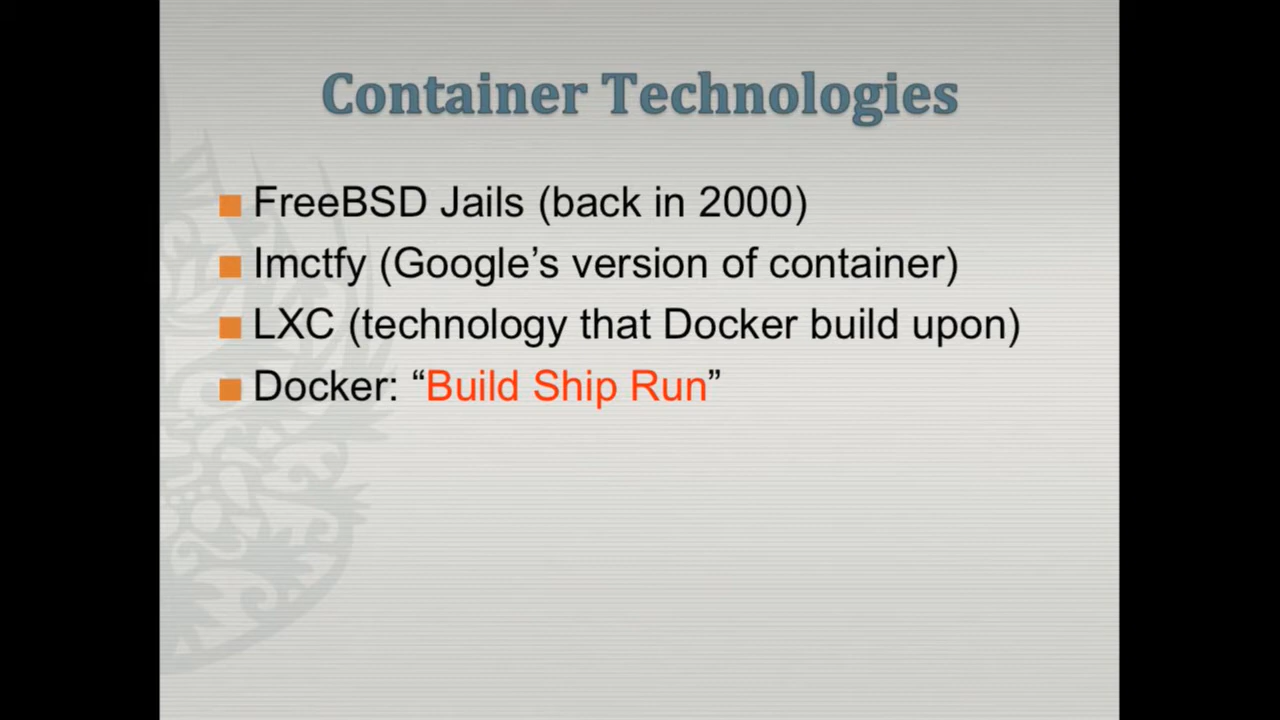 Container Technologies
FreeBSD Jails (back in 2000)
lmctfy (Google’s version of container)
LXC (technology that Docker build upon)
Docker: “Build Ship Run”